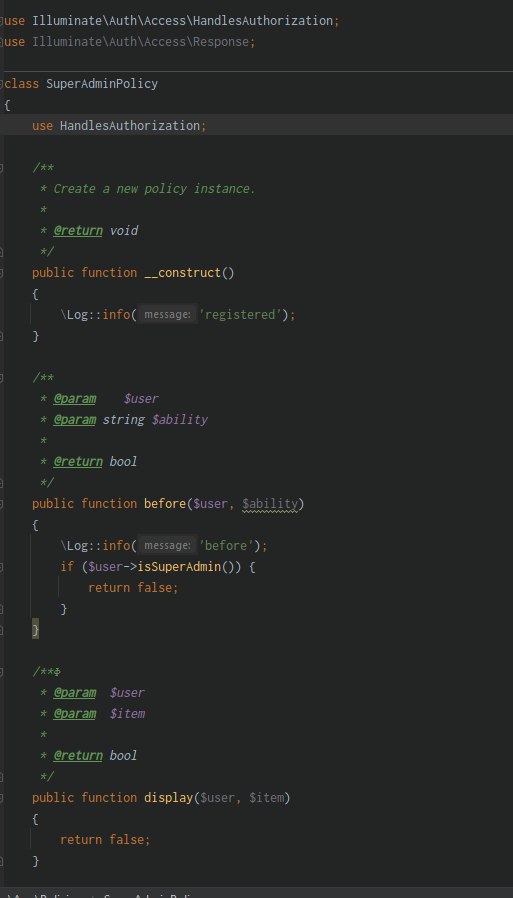 use Illuminate\Auth\Access\HandlesAuthorization;
use Illuminate\Auth\Access\Response;
class SuperAdminPolicy
{
    use HandlesAuthorization;
    /**
     * Create a new policy instance.
     *
     * @return void
     */
    public function __construct()
    {
        \Log::info( message: 'registered');
    }
    /**
     * @param    $user
     * @param string $ability
     *
     * @return bool
     */
    public function before($user, $ability)
    {
        \Log::info( message: 'before');
        if ($user->isSuperAdmin()) {
            return false;
        }
    }
    /**Φ
     * @param  $user
     * @param  $item
     *
     * @return bool
     */
    public function display($user, $item)
    {
        return false;
    }